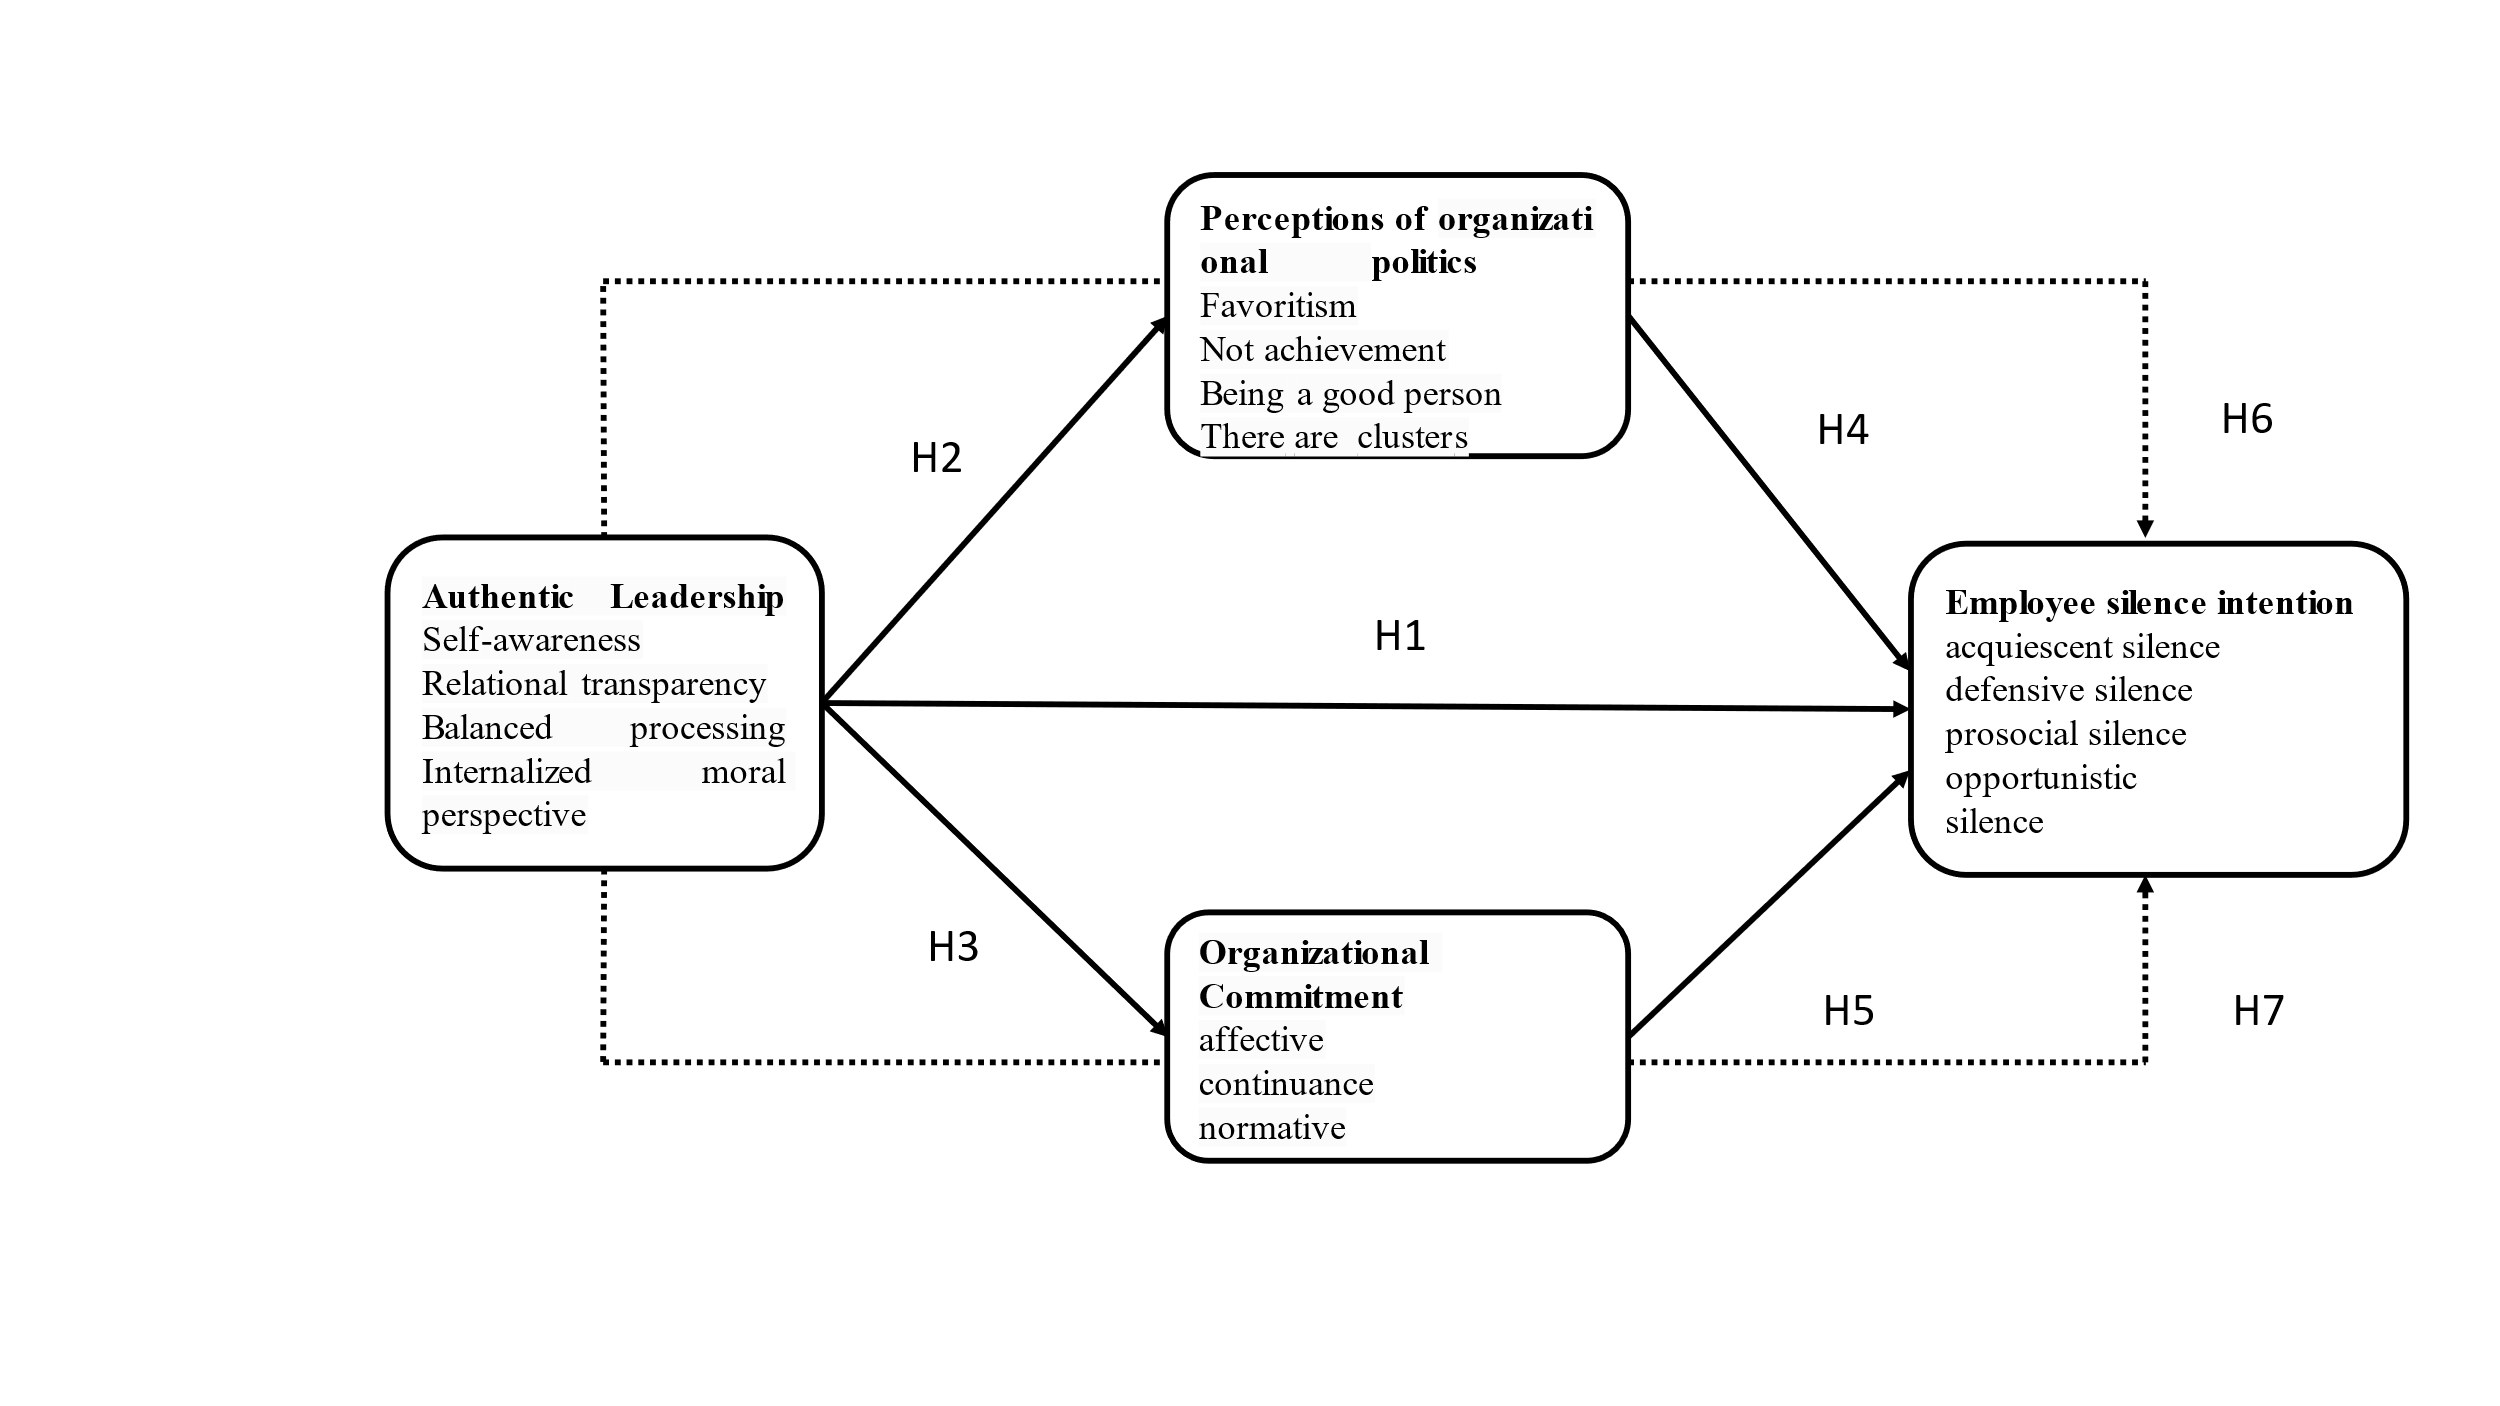 Perceptions of organizati
onal politics
Favoritism
Not achievement
Being a good person
There are clusters
H2
H4
H6
Authentic Leadership
Self-awareness
Relational transparency
Balanced processing
Internalized moral
perspective
H1
Employee silence intention
acquiescent silence
defensive silence
prosocial silence
opportunistic
silence
H3
Organizational
Commitment
affective
continuance
normative
H5
H7